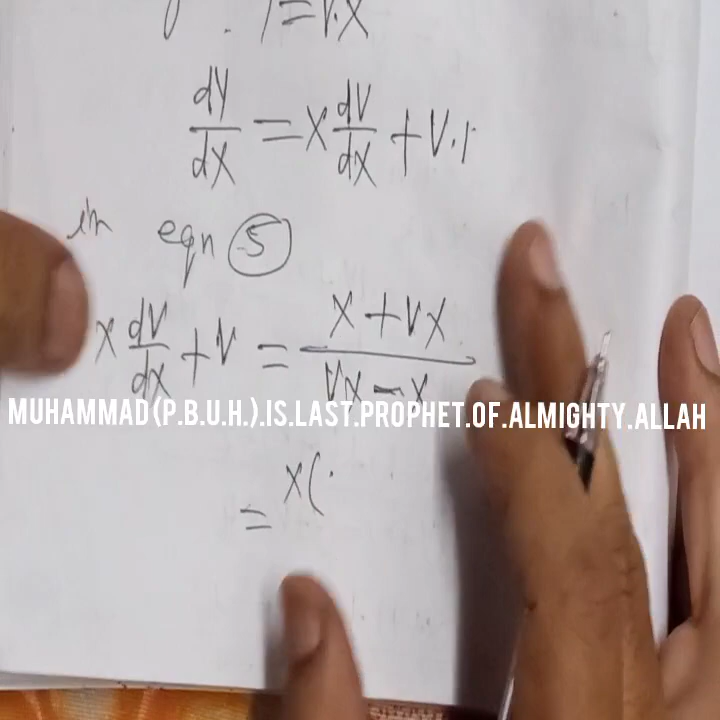 y = v.x
dy/dx = x dv/dx + v.1
in eqn 5
x dv/dx + v = x + vx / vx - x
MUHAMMAD(P.B.U.H.).IS.LAST.PROPHET.OF.ALMIGHTY.ALLAH
= x(